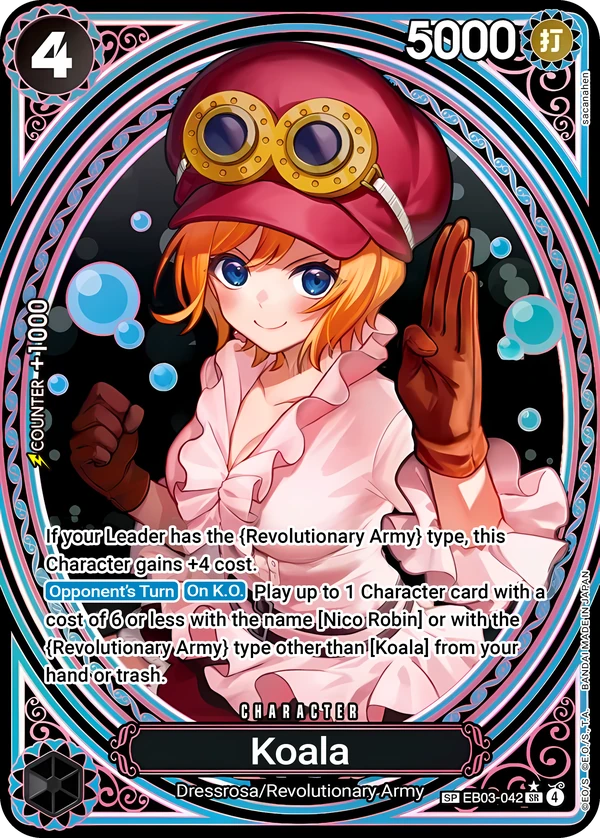 4
5000
打
sacanahen
COUNTER +1000
If your Leader has the {Revolutionary Army} type, this
Character gains +4 cost.
Opponent's Turn On K.O. Play up to 1 Character card with a
cost of 6 or less with the name [Nico Robin] or with the
{Revolutionary Army} type other than [Koala] from your
hand or trash.
CHARACTER
Koala
Dressrosa/Revolutionary Army
SP EB03-042 SR 4
©E.O./S. ©E.O./S.,T.A. BANDAI MADE IN JAPAN